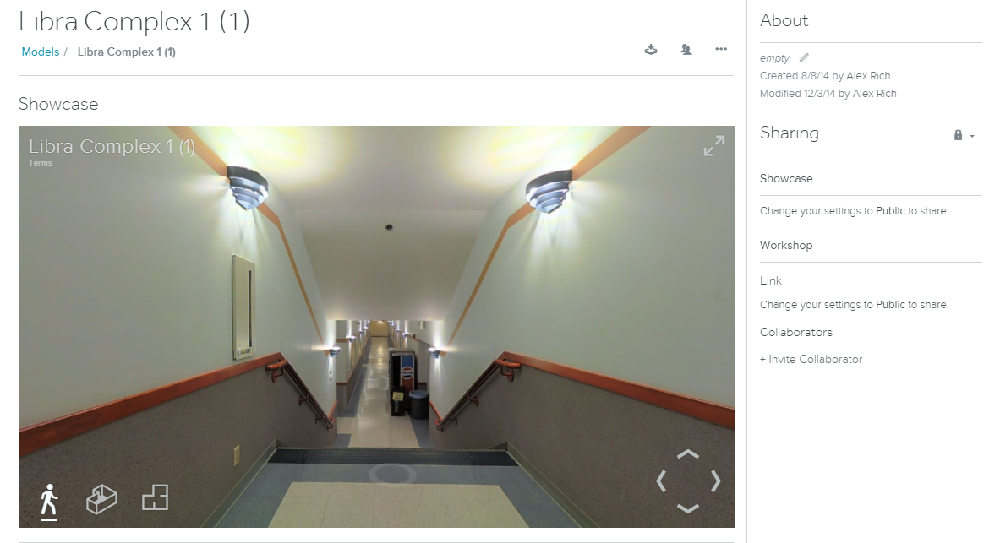 Libra Complex 1 (1)
Models / Libra Complex 1 (1)
Showcase
Libra Complex 1 (1)
Terms
About
empty
Created 8/8/14 by Alex Rich
Modified 12/3/14 by Alex Rich
Sharing
Showcase
Change your settings to Public to share.
Workshop
Link
Change your settings to Public to share.
Collaborators
+ Invite Collaborator